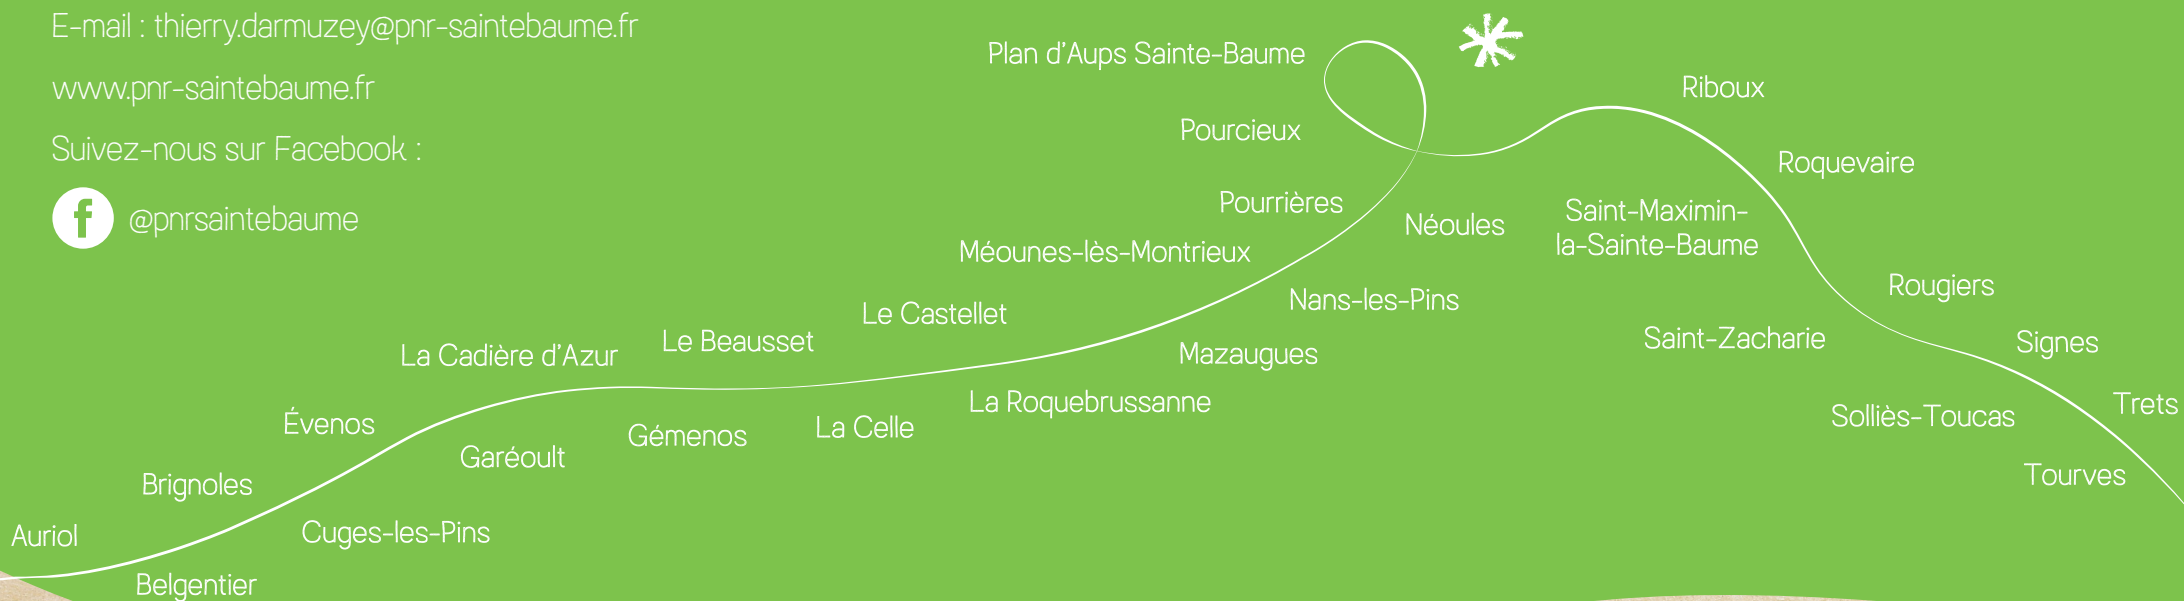 E-mail : thierry.darmuzey@pnr-saintebaume.fr
www.pnr-saintebaume.fr
Suivez-nous sur Facebook :
@pnrsaintebaume
Auriol
Belgentier
Brignoles
Cuges-les-Pins
Évenos
Garéoult
La Cadière d'Azur
Gémenos
Le Beausset
La Celle
Le Castellet
La Roquebrussanne
Méounes-lès-Montrieux
Mazaugues
Pourrières
Nans-les-Pins
Pourcieux
Néoules
Plan d'Aups Sainte-Baume
Riboux
Roquevaire
Saint-Maximin-
la-Sainte-Baume
Rougiers
Saint-Zacharie
Signes
Solliès-Toucas
Trets
Tourves